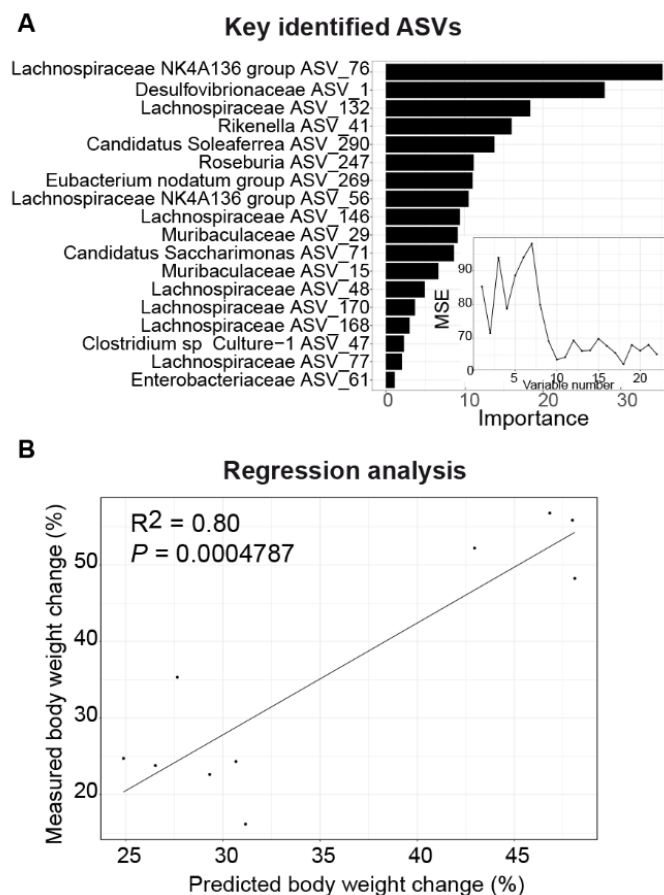 A
Key identified ASVs
Lachnospiraceae NK4A136 group ASV_76
Desulfovibrionaceae ASV_1
Lachnospiraceae ASV_132
Rikenella ASV_41
Candidatus Soleaferrea ASV_290
Roseburia ASV_247
Eubacterium nodatum group ASV_269
Lachnospiraceae NK4A136 group ASV_56
Lachnospiraceae ASV_146
Muribaculaceae ASV_29
Candidatus Saccharimonas ASV_71
Muribaculaceae ASV_15
Lachnospiraceae ASV_48
Lachnospiraceae ASV_170
Lachnospiraceae ASV_168
Clostridium sp Culture−1 ASV_47
Lachnospiraceae ASV_77
Enterobacteriaceae ASV_61
MSE
90
80
70
0
5 10 15 20
Variable number
0 10 20 30
Importance
B
Regression analysis
R2 = 0.80
P = 0.0004787
Measured body weight change (%)
50
40
30
20
25 30 35 40 45
Predicted body weight change (%)